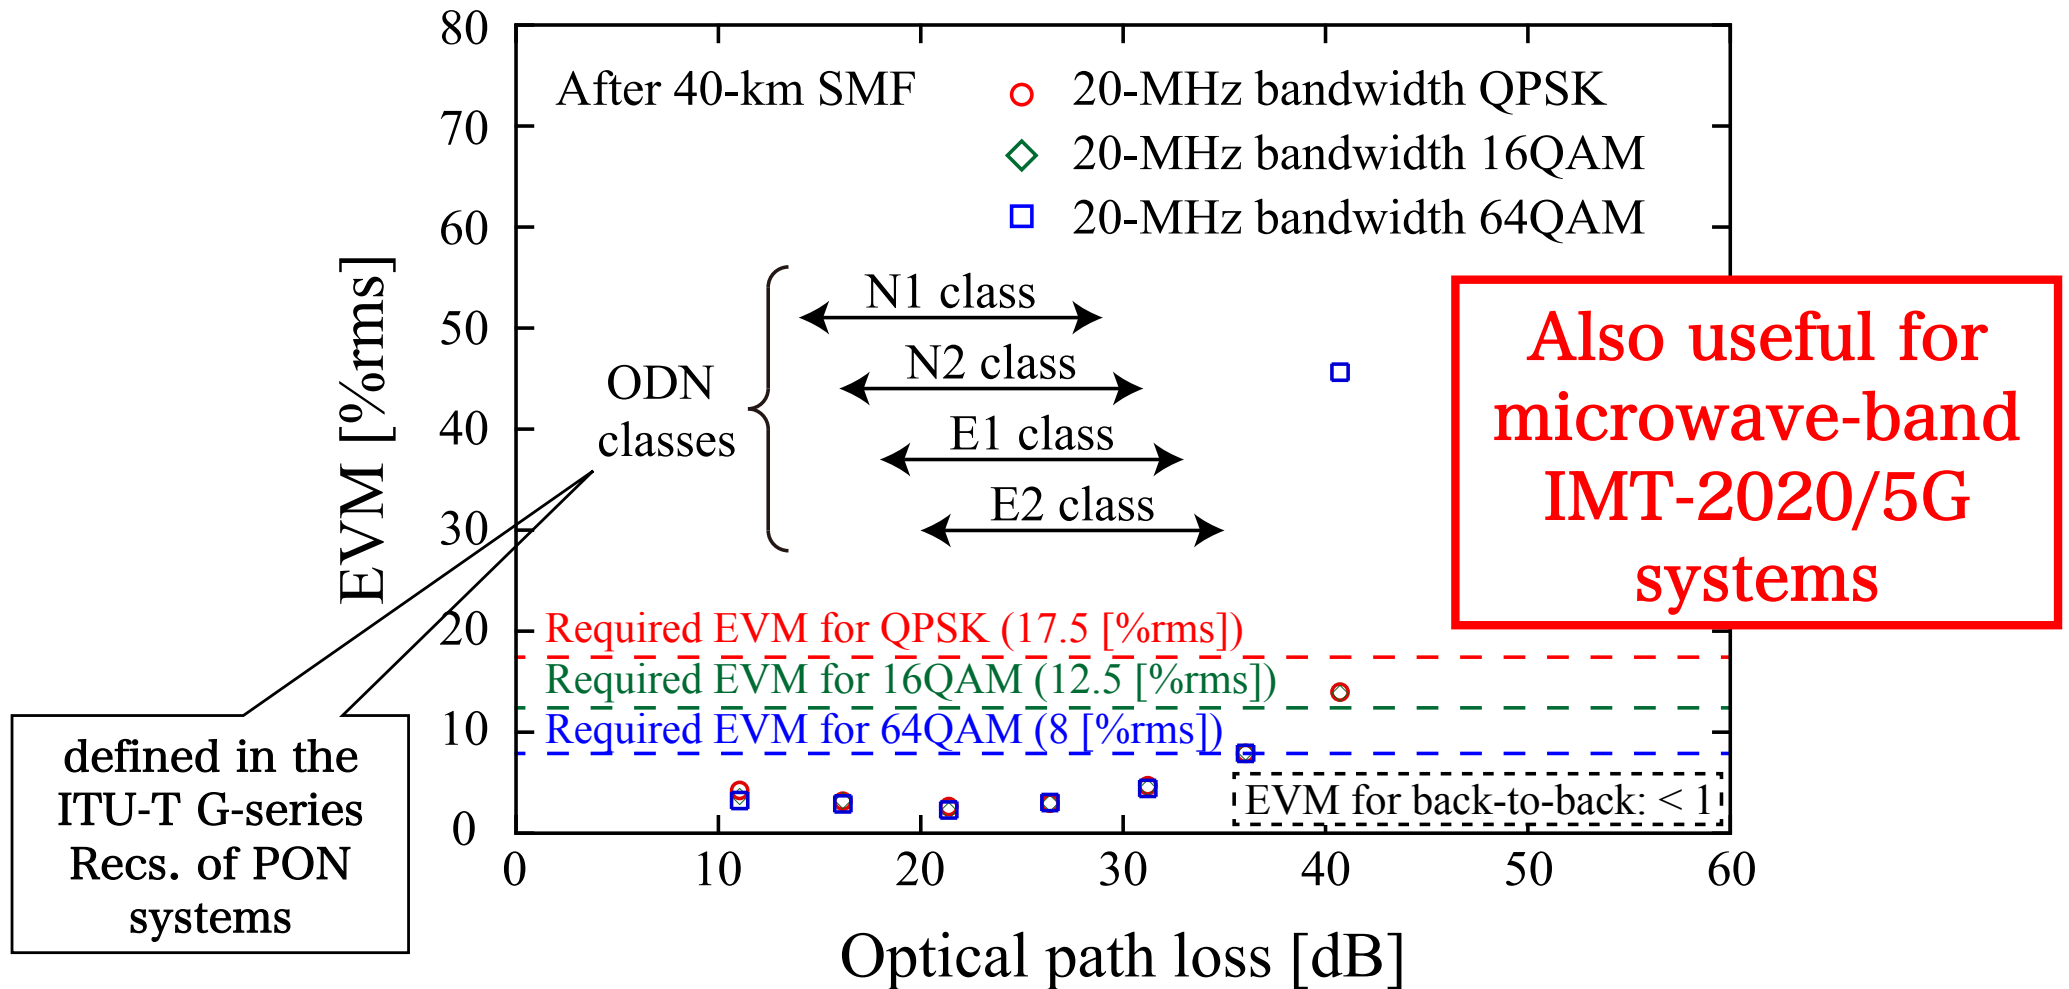 80
70
60
50
40
30
20
10
0
EVM [%rms]
After 40-km SMF
20-MHz bandwidth QPSK
20-MHz bandwidth 16QAM
20-MHz bandwidth 64QAM
ODN
classes
N1 class
N2 class
E1 class
E2 class
Also useful for
microwave-band
IMT-2020/5G
systems
Required EVM for QPSK (17.5 [%rms])
Required EVM for 16QAM (12.5 [%rms])
Required EVM for 64QAM (8 [%rms])
EVM for back-to-back: < 1
defined in the
ITU-T G-series
Recs. of PON
systems
0 10 20 30 40 50 60
Optical path loss [dB]